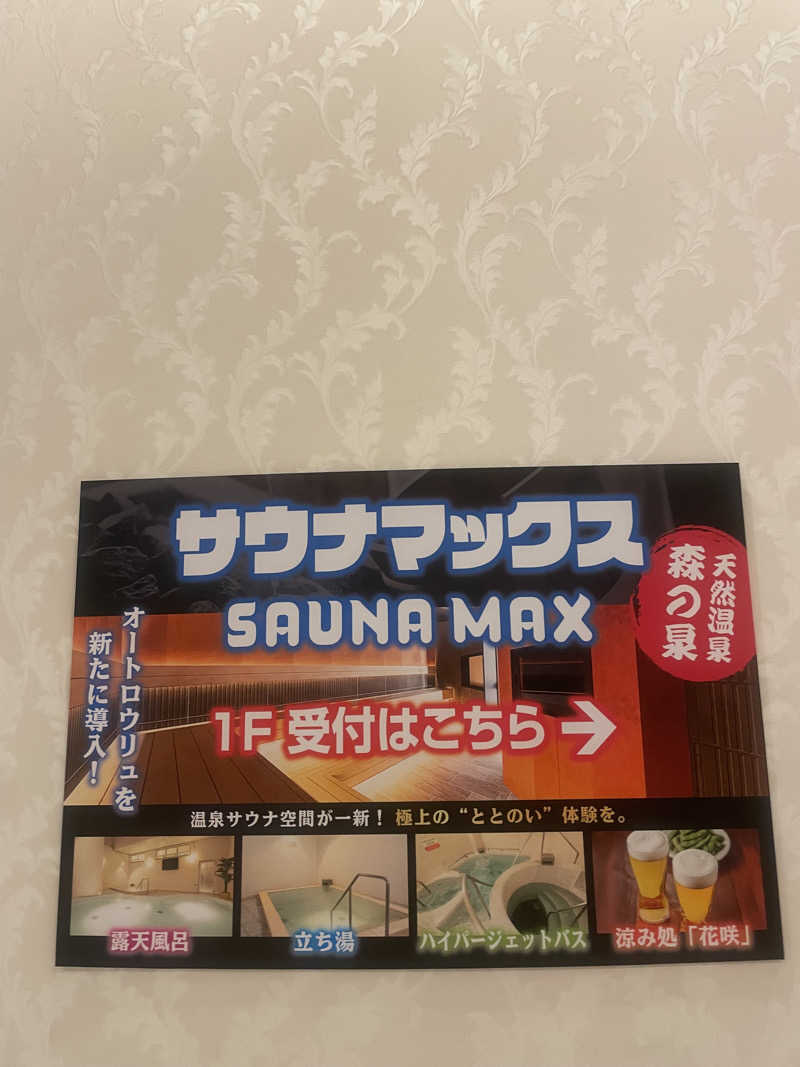 サウナマックス
SAUNA MAX
天然温泉
森の泉
オートロウリュを
新たに導入！
1F 受付はこちら→
温泉サウナ空間が一新！ 極上の“ととのい”体験を。
露天風呂
立ち湯
ハイパージェットバス
涼み処「花咲」